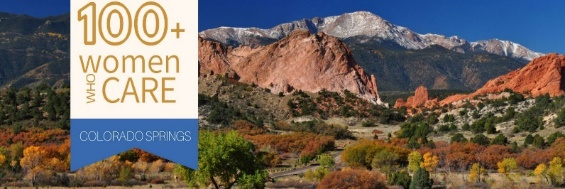 100+
women
WHO CARE
COLORADO SPRINGS